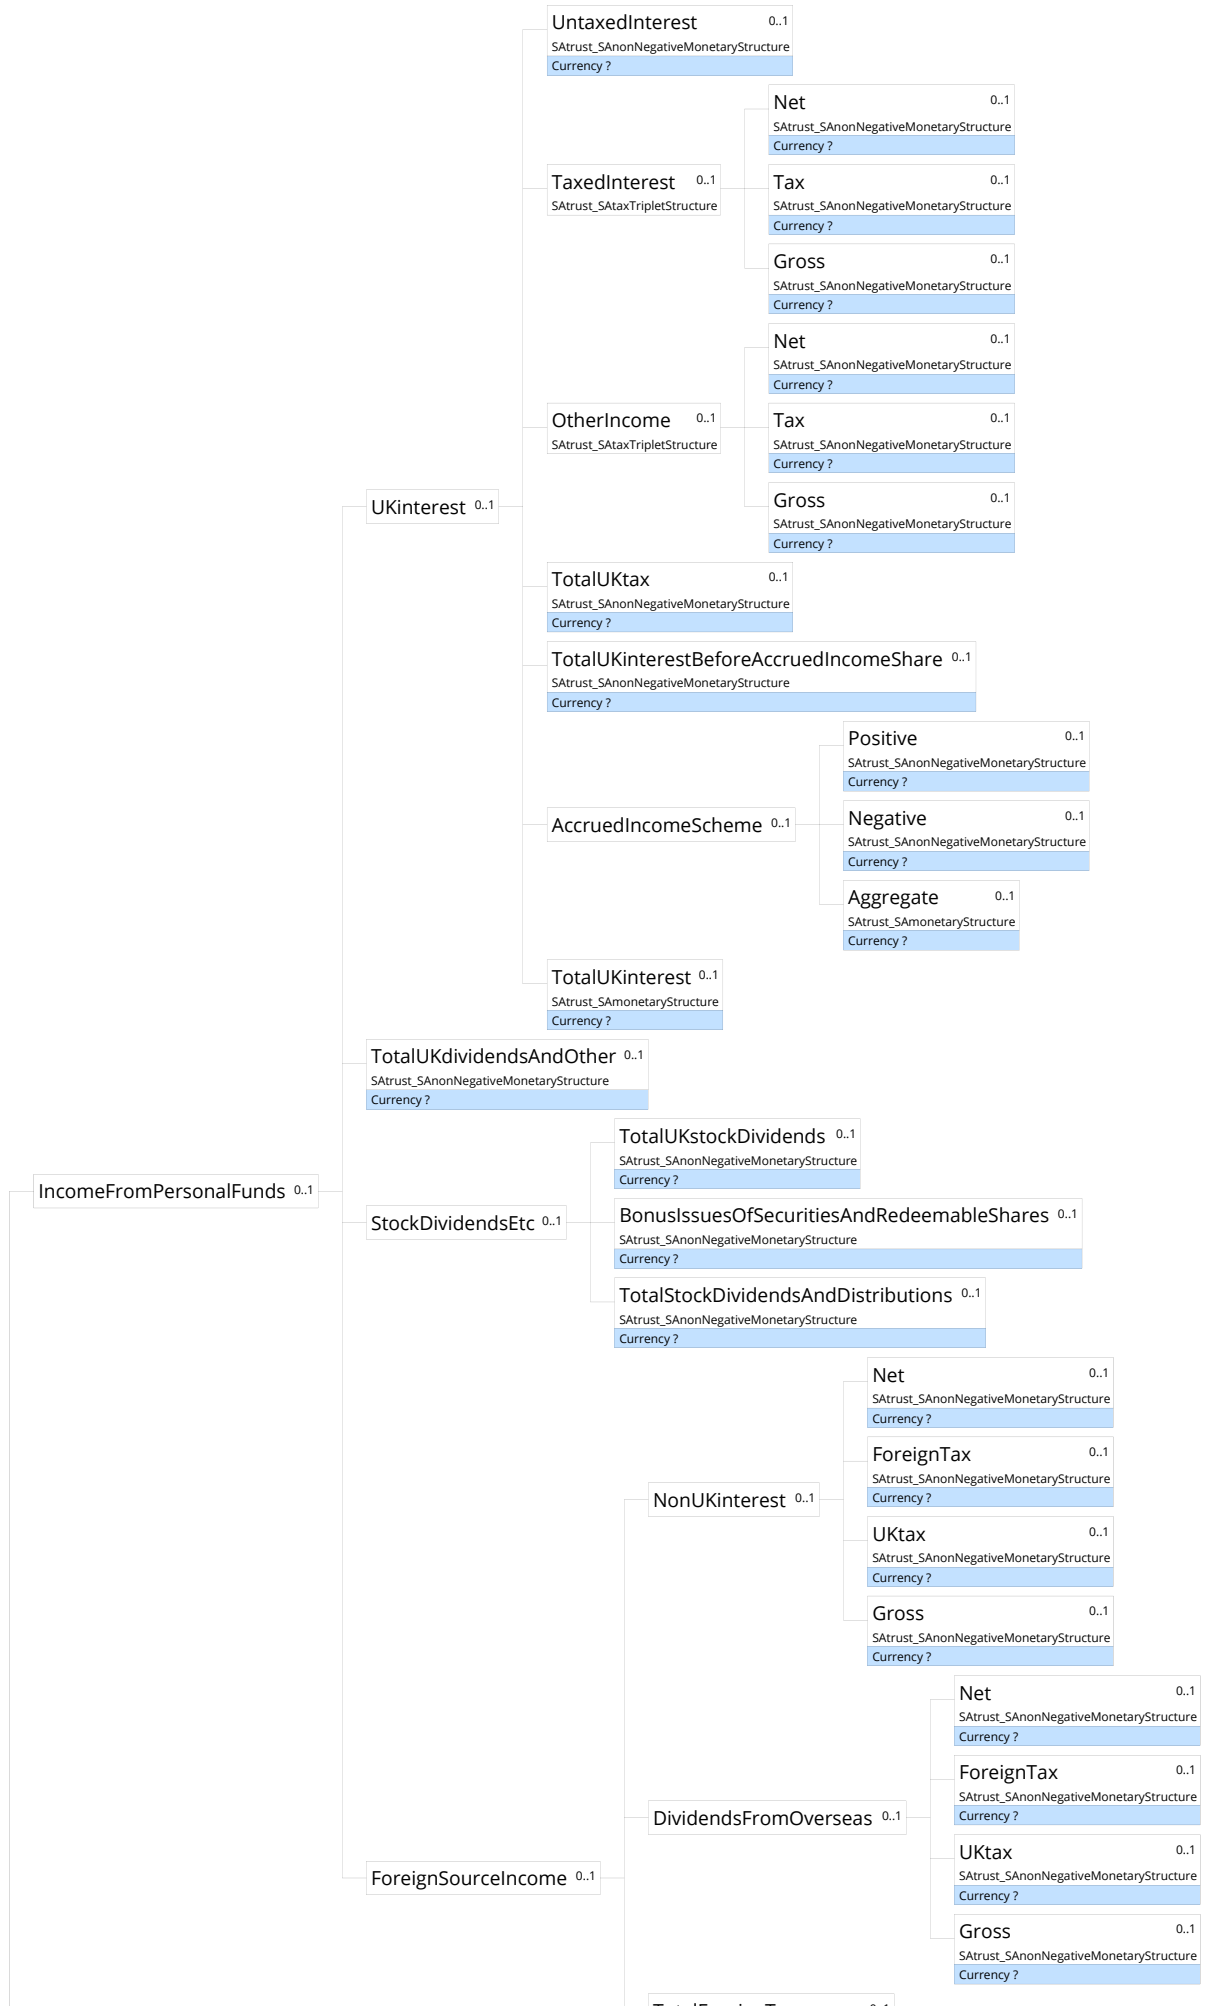 UntaxedInterest 0..1
SAtrust_SAnonNegativeMonetaryStructure
Currency ?
Net 0..1
SAtrust_SAnonNegativeMonetaryStructure
Currency ?
TaxedInterest 0..1
SAtrust_SAtaxTripletStructure
Tax 0..1
SAtrust_SAnonNegativeMonetaryStructure
Currency ?
Gross 0..1
SAtrust_SAnonNegativeMonetaryStructure
Currency ?
Net 0..1
SAtrust_SAnonNegativeMonetaryStructure
Currency ?
OtherIncome 0..1
SAtrust_SAtaxTripletStructure
Tax 0..1
SAtrust_SAnonNegativeMonetaryStructure
Currency ?
Gross 0..1
SAtrust_SAnonNegativeMonetaryStructure
Currency ?
UKinterest 0..1
TotalUKtax 0..1
SAtrust_SAnonNegativeMonetaryStructure
Currency ?
TotalUKinterestBeforeAccruedIncomeShare 0..1
SAtrust_SAnonNegativeMonetaryStructure
Currency ?
Positive 0..1
SAtrust_SAnonNegativeMonetaryStructure
Currency ?
AccruedIncomeScheme 0..1
Negative 0..1
SAtrust_SAnonNegativeMonetaryStructure
Currency ?
Aggregate 0..1
SAtrust_SAmonetaryStructure
Currency ?
TotalUKinterest 0..1
SAtrust_SAmonetaryStructure
Currency ?
TotalUKdividendsAndOther 0..1
SAtrust_SAnonNegativeMonetaryStructure
Currency ?
IncomeFromPersonalFunds 0..1
TotalUKstockDividends 0..1
SAtrust_SAnonNegativeMonetaryStructure
Currency ?
StockDividendsEtc 0..1
BonusIssuesOfSecuritiesAndRedeemableShares 0..1
SAtrust_SAnonNegativeMonetaryStructure
Currency ?
TotalStockDividendsAndDistributions 0..1
SAtrust_SAnonNegativeMonetaryStructure
Currency ?
Net 0..1
SAtrust_SAnonNegativeMonetaryStructure
Currency ?
ForeignTax 0..1
SAtrust_SAnonNegativeMonetaryStructure
Currency ?
NonUKinterest 0..1
UKtax 0..1
SAtrust_SAnonNegativeMonetaryStructure
Currency ?
Gross 0..1
SAtrust_SAnonNegativeMonetaryStructure
Currency ?
Net 0..1
SAtrust_SAnonNegativeMonetaryStructure
Currency ?
ForeignTax 0..1
SAtrust_SAnonNegativeMonetaryStructure
Currency ?
DividendsFromOverseas 0..1
UKtax 0..1
SAtrust_SAnonNegativeMonetaryStructure
Currency ?
ForeignSourceIncome 0..1
Gross 0..1
SAtrust_SAnonNegativeMonetaryStructure
Currency ?